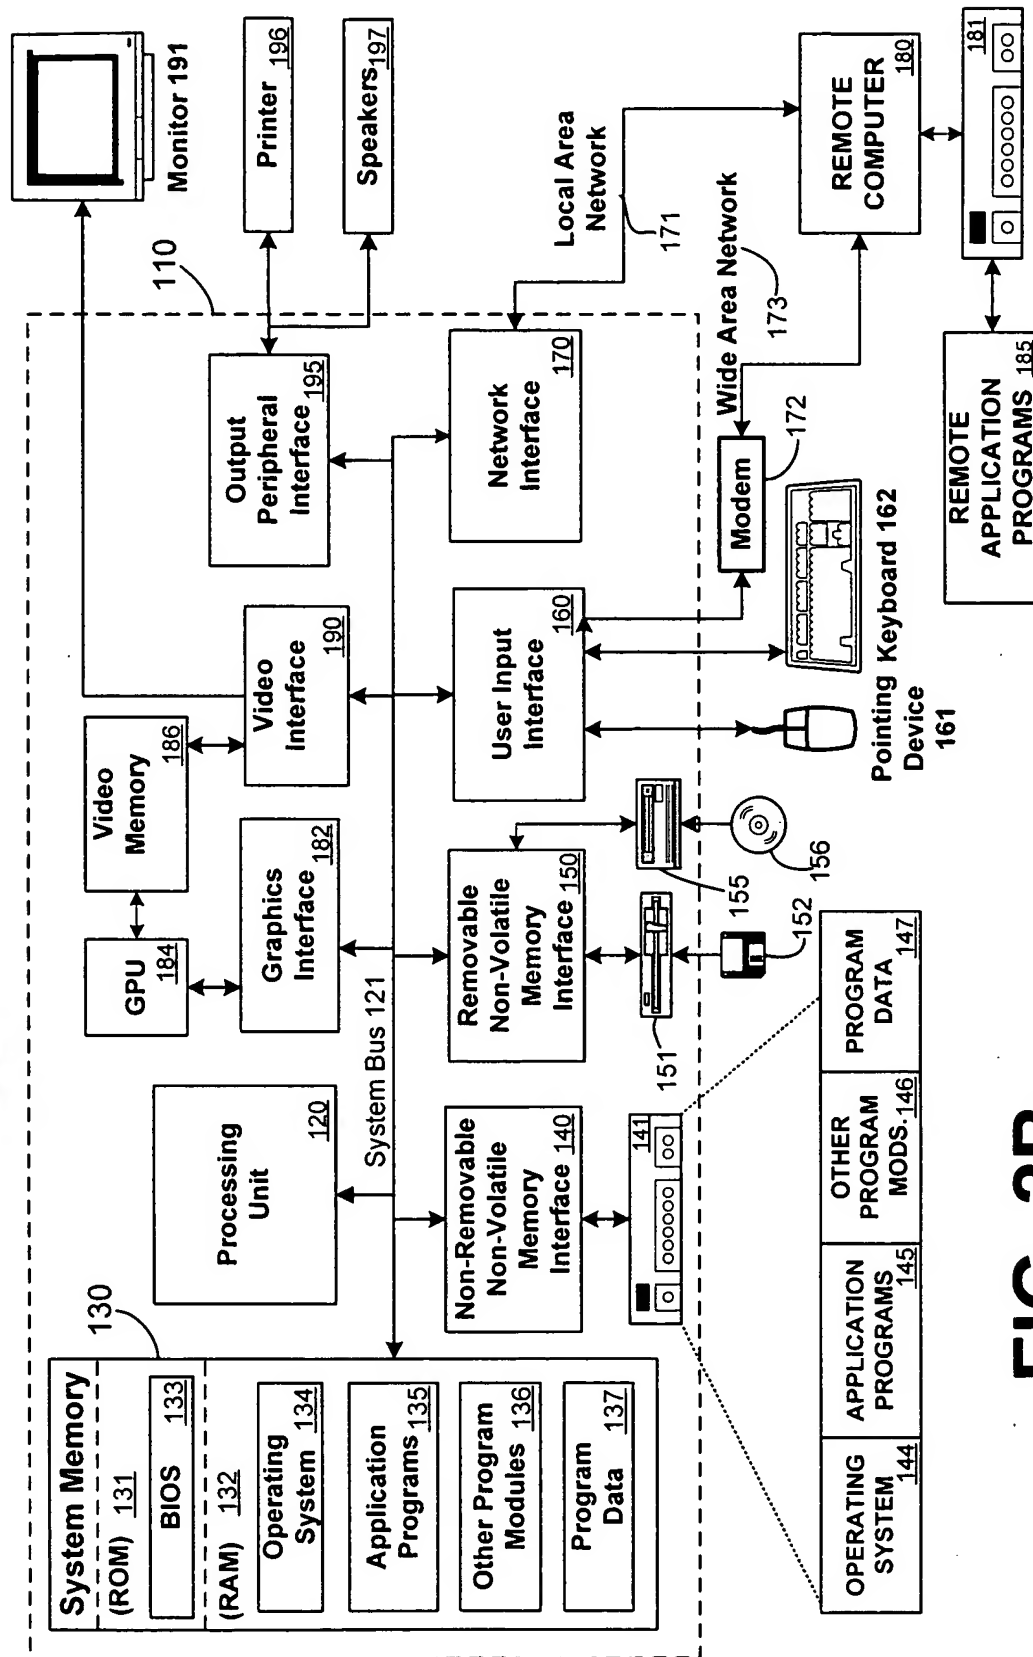 System Memory
130
(ROM) 131
BIOS 133
(RAM) 132
Operating
System 134
Application
Programs 135
Other Program
Modules 136
Program
Data 137
Processing
Unit
120
System Bus 121
Non-Removable
Non-Volatile
Memory
Interface 140
141
GPU
184
Graphics
Interface 182
Video
Memory 186
Video
Interface 190
Removable
Non-Volatile
Memory
Interface 150
151
152
155
156
User Input
Interface 160
Output
Peripheral
Interface 195
Network
Interface 170
110
Monitor 191
Printer 196
Speakers 197
Local Area
Network
171
Wide Area Network
173
Modem
172
Keyboard 162
Pointing
Device
161
REMOTE
COMPUTER 180
181
REMOTE
APPLICATION
PROGRAMS 185
OPERATING
SYSTEM 144
APPLICATION
PROGRAMS 145
OTHER
PROGRAM
MODS. 146
PROGRAM
DATA 147